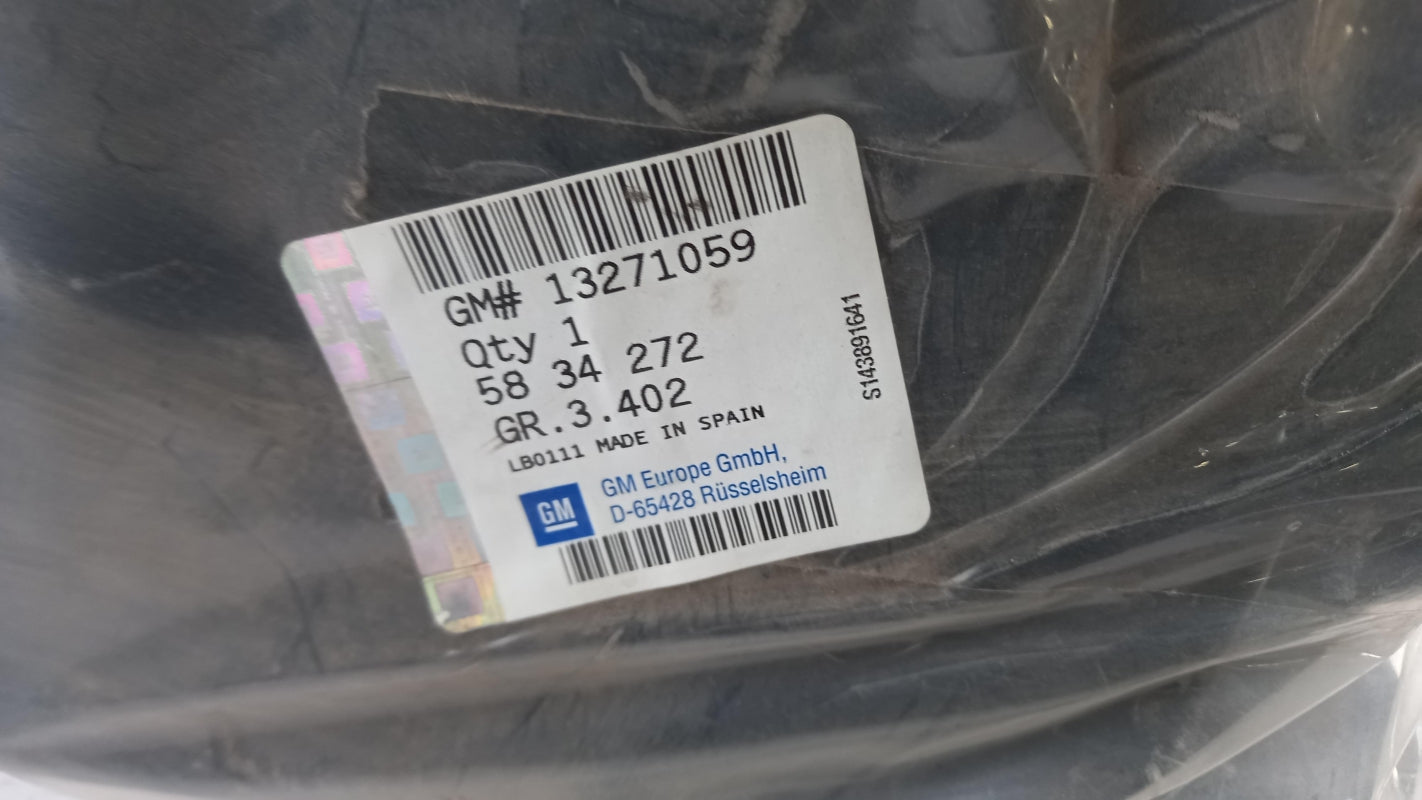 GM# 13271059
Qty 1
58 34 272
GR.3.402
LB0111 MADE IN SPAIN
GM
GM Europe GmbH,
D-65428 Rüsselsheim
S143891641